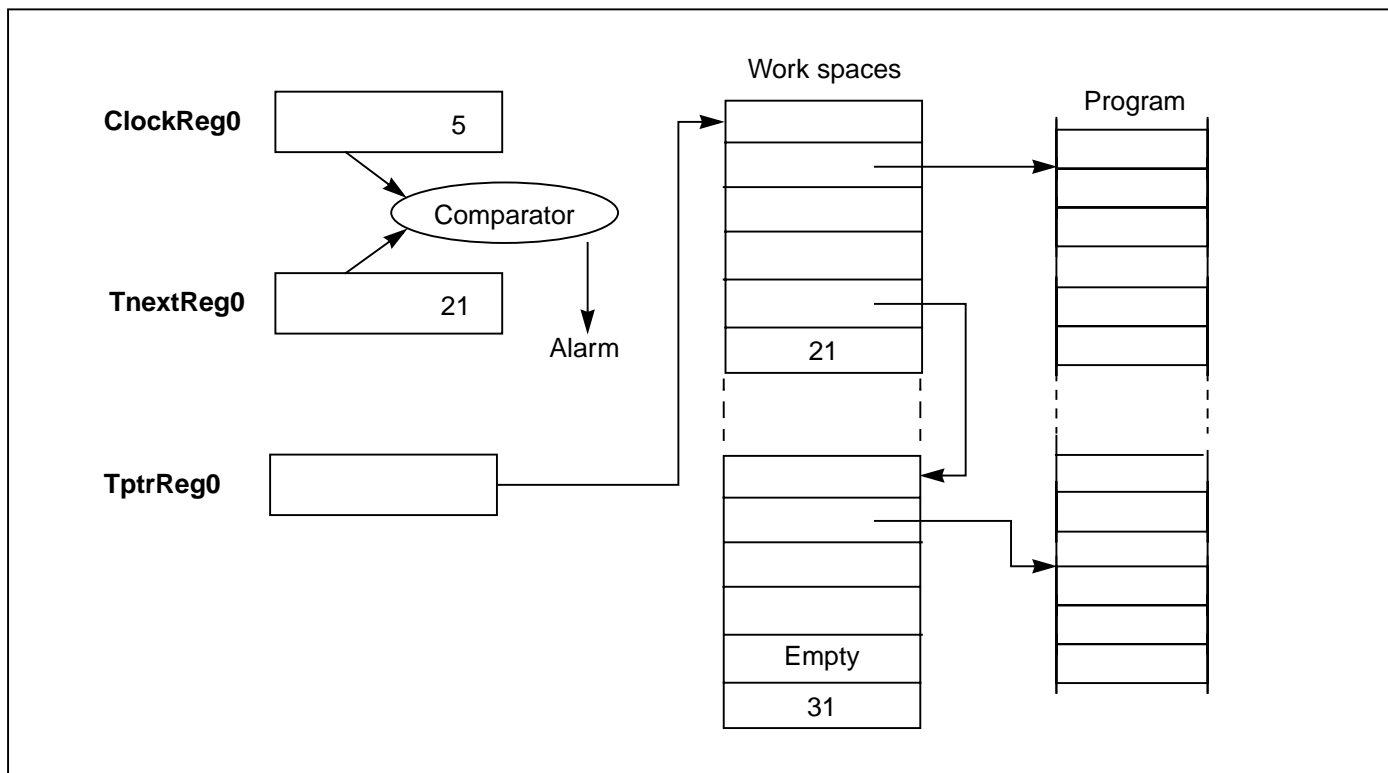 Work spaces
Program
ClockReg0
5
Comparator
TnextReg0
21
Alarm
21
TptrReg0
Empty
31